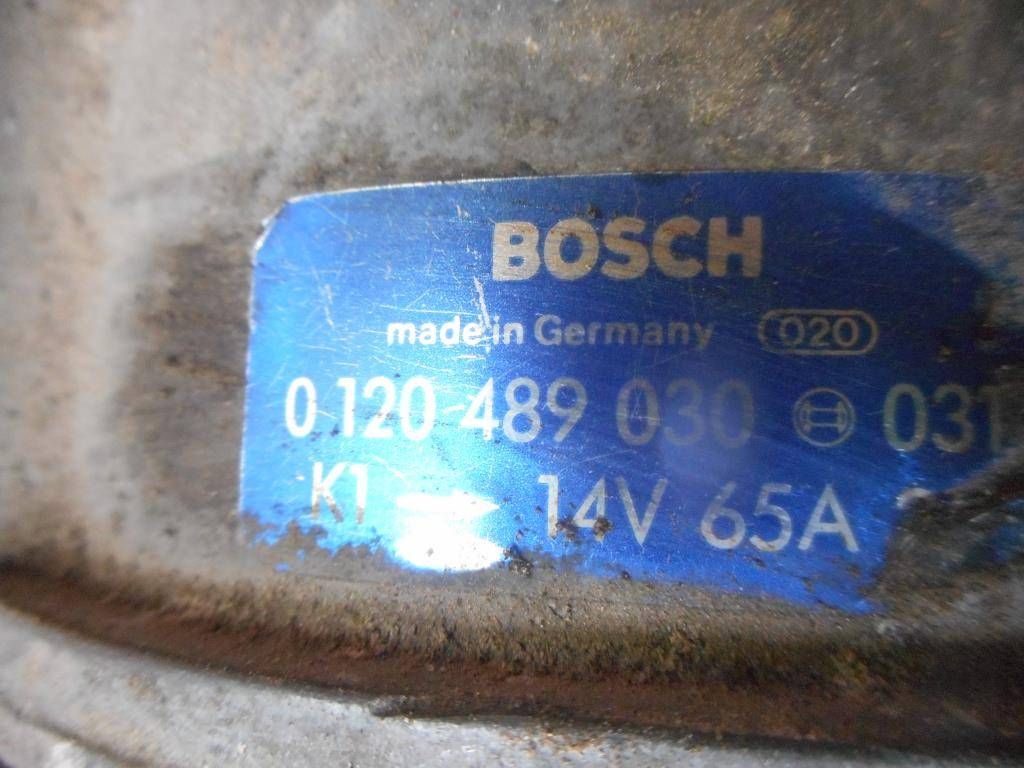 BOSCH
made in Germany 020
0 120 489 030 031
K1 14V 65A